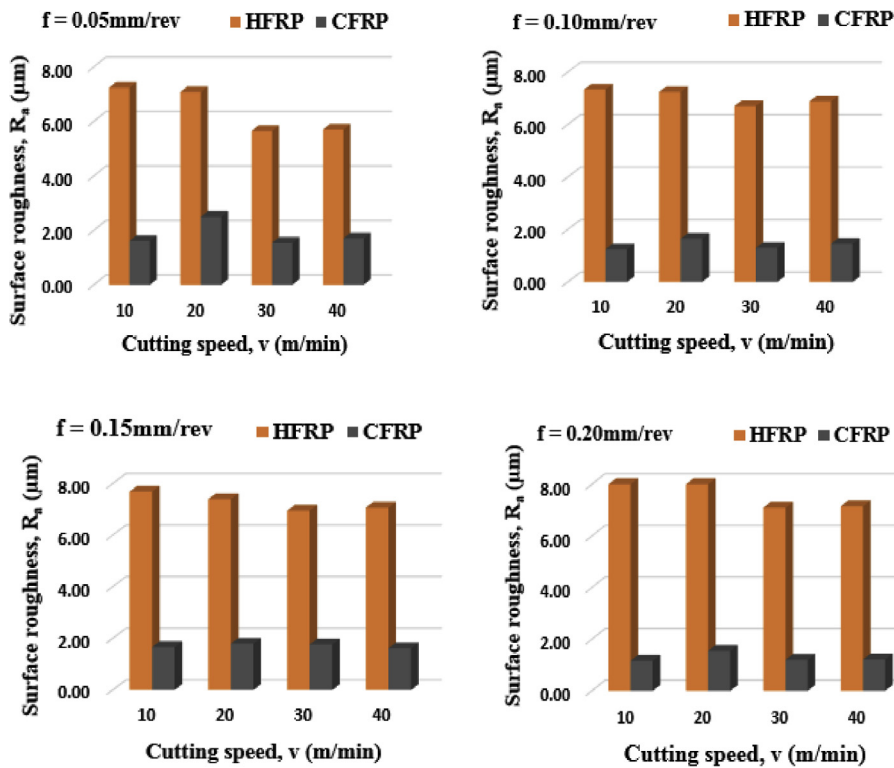 f = 0.05mm/rev HFRP CFRP
Surface roughness, Rₐ (μm)
8.00
6.00
4.00
2.00
0.00
10 20 30 40
Cutting speed, v (m/min)
f = 0.10mm/rev HFRP CFRP
Surface roughness, Rₐ (μm)
8.00
6.00
4.00
2.00
0.00
10 20 30 40
Cutting speed, v (m/min)
f = 0.15mm/rev HFRP CFRP
Surface roughness, Rₐ (μm)
8.00
6.00
4.00
2.00
0.00
10 20 30 40
Cutting speed, v (m/min)
f = 0.20mm/rev HFRP CFRP
Surface roughness, Rₐ (μm)
8.00
6.00
4.00
2.00
0.00
10 20 30 40
Cutting speed, v (m/min)